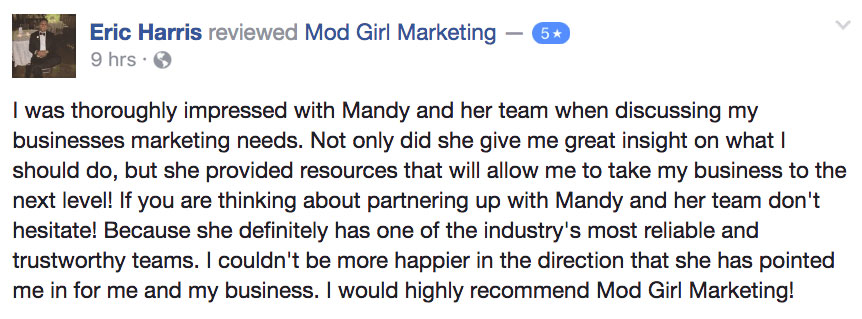 Eric Harris reviewed Mod Girl Marketing — 5★
9 hrs ·
I was thoroughly impressed with Mandy and her team when discussing my
businesses marketing needs. Not only did she give me great insight on what I
should do, but she provided resources that will allow me to take my business to the
next level! If you are thinking about partnering up with Mandy and her team don't
hesitate! Because she definitely has one of the industry's most reliable and
trustworthy teams. I couldn't be more happier in the direction that she has pointed
me in for me and my business. I would highly recommend Mod Girl Marketing!